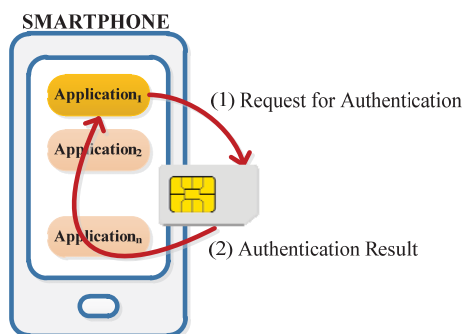 SMARTPHONE
Application₁
(1) Request for Authentication
Application₂
Applicationₙ
(2) Authentication Result